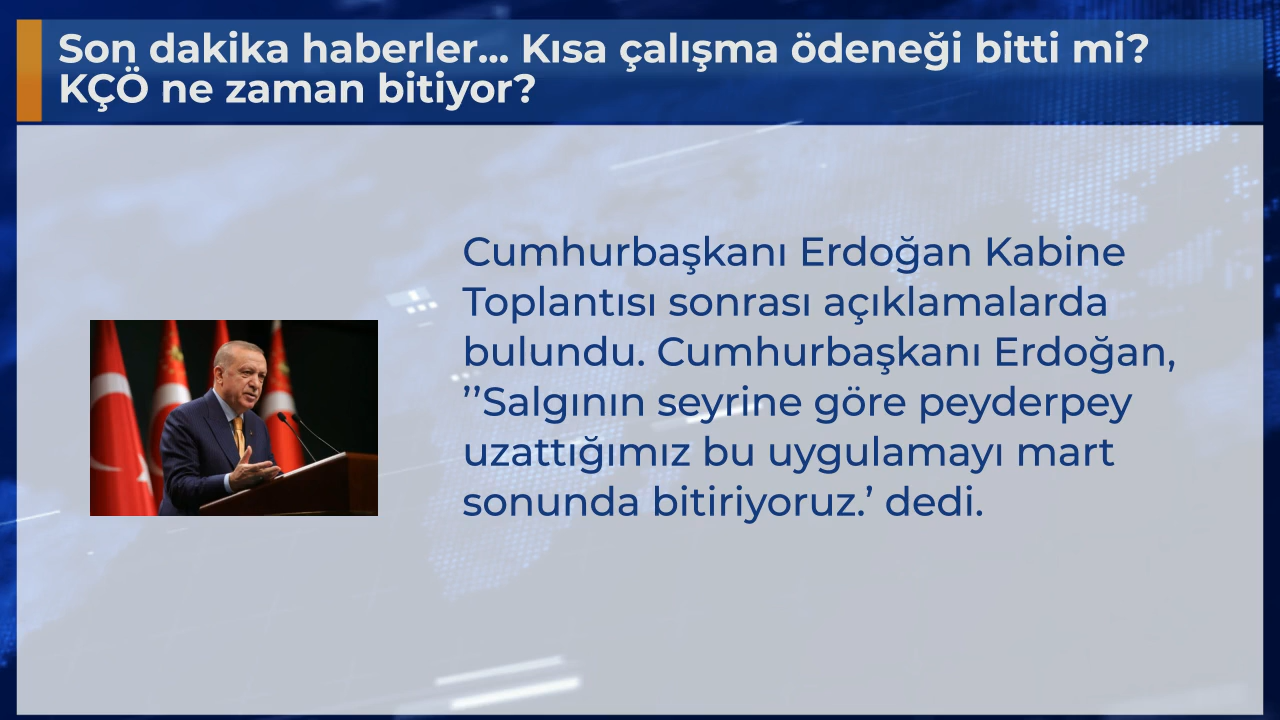 Son dakika haberler... Kısa çalışma ödeneği bitti mi?
KÇÖ ne zaman bitiyor?
Cumhurbaşkanı Erdoğan Kabine
Toplantısı sonrası açıklamalarda
bulundu. Cumhurbaşkanı Erdoğan,
’’Salgının seyrine göre peyderpey
uzattığımız bu uygulamayı mart
sonunda bitiriyoruz.’ dedi.